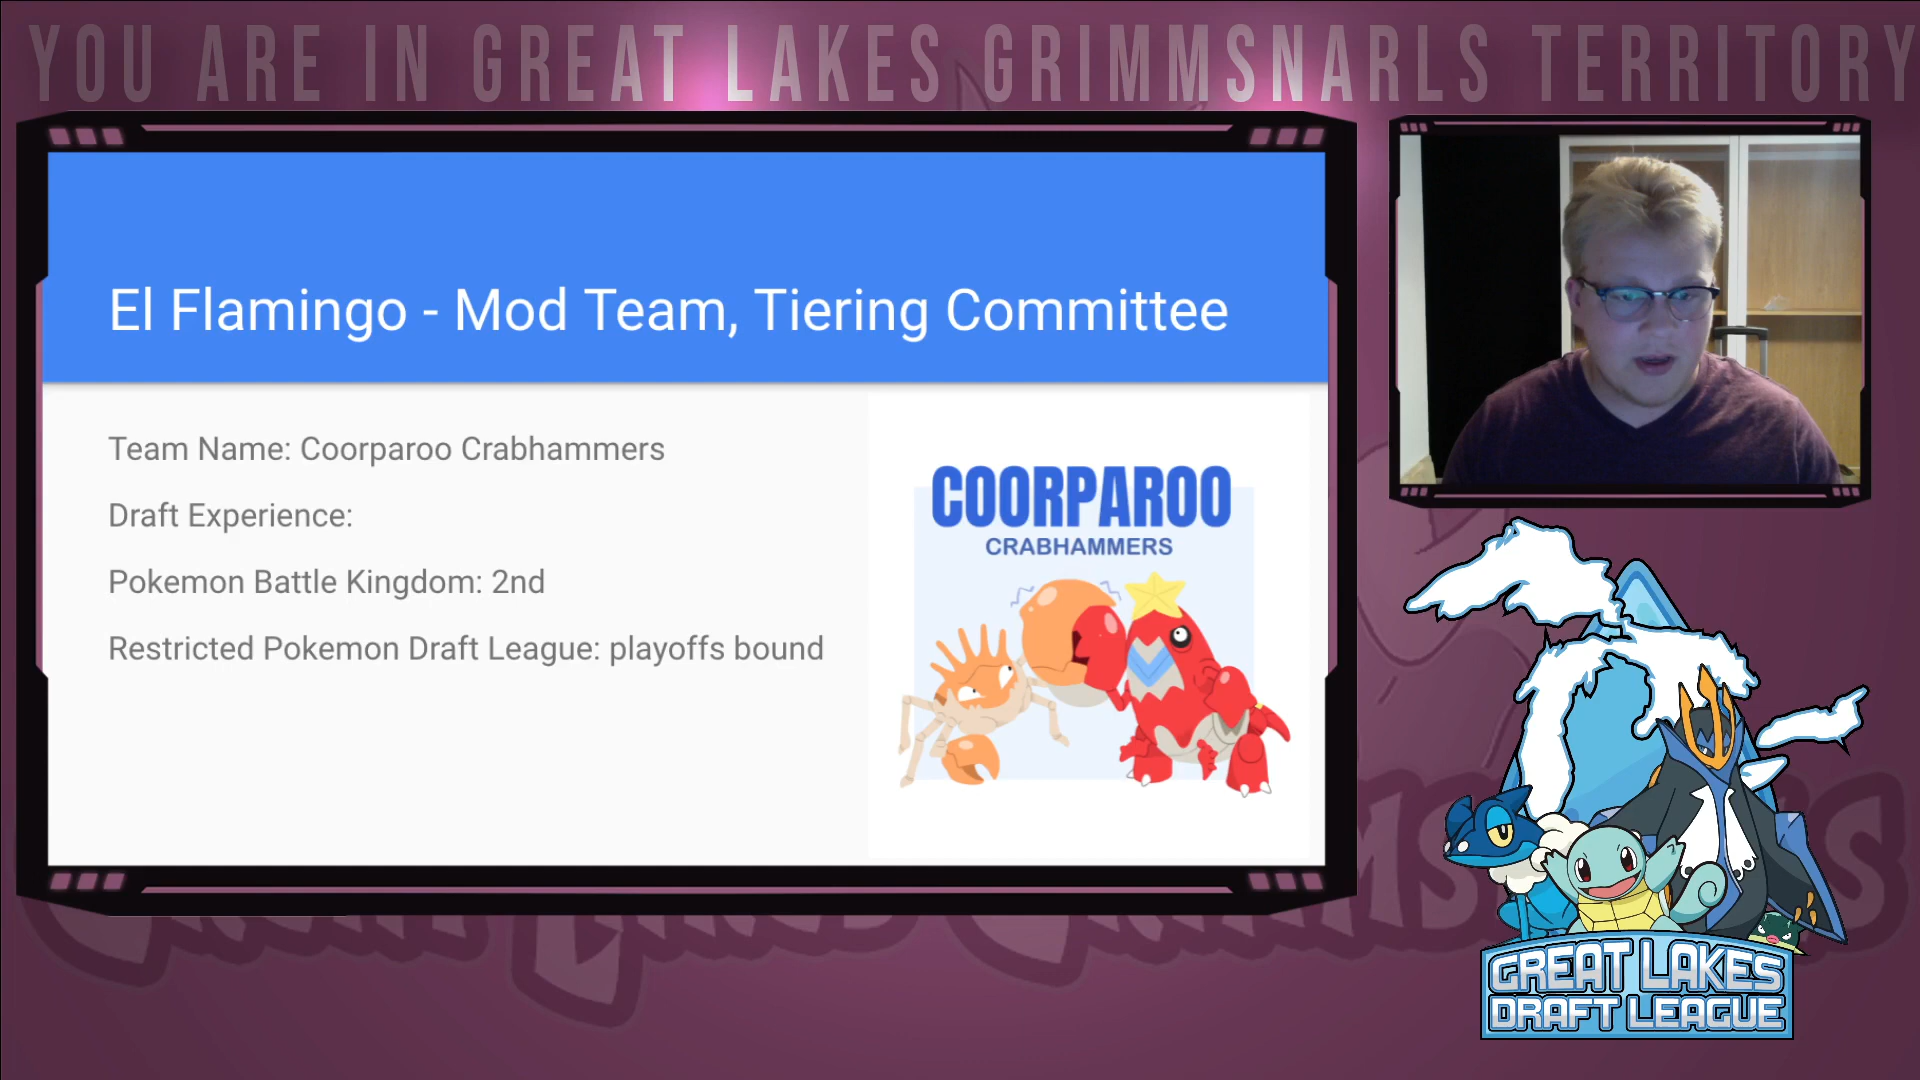 YOU ARE IN GREAT LAKES GRIMMSNARLS TERRITORY
El Flamingo - Mod Team, Tiering Committee
Team Name: Coorparoo Crabhammers
Draft Experience:
Pokemon Battle Kingdom: 2nd
Restricted Pokemon Draft League: playoffs bound
COORPAROO
CRABHAMMERS
GREAT LAKES
DRAFT LEAGUE